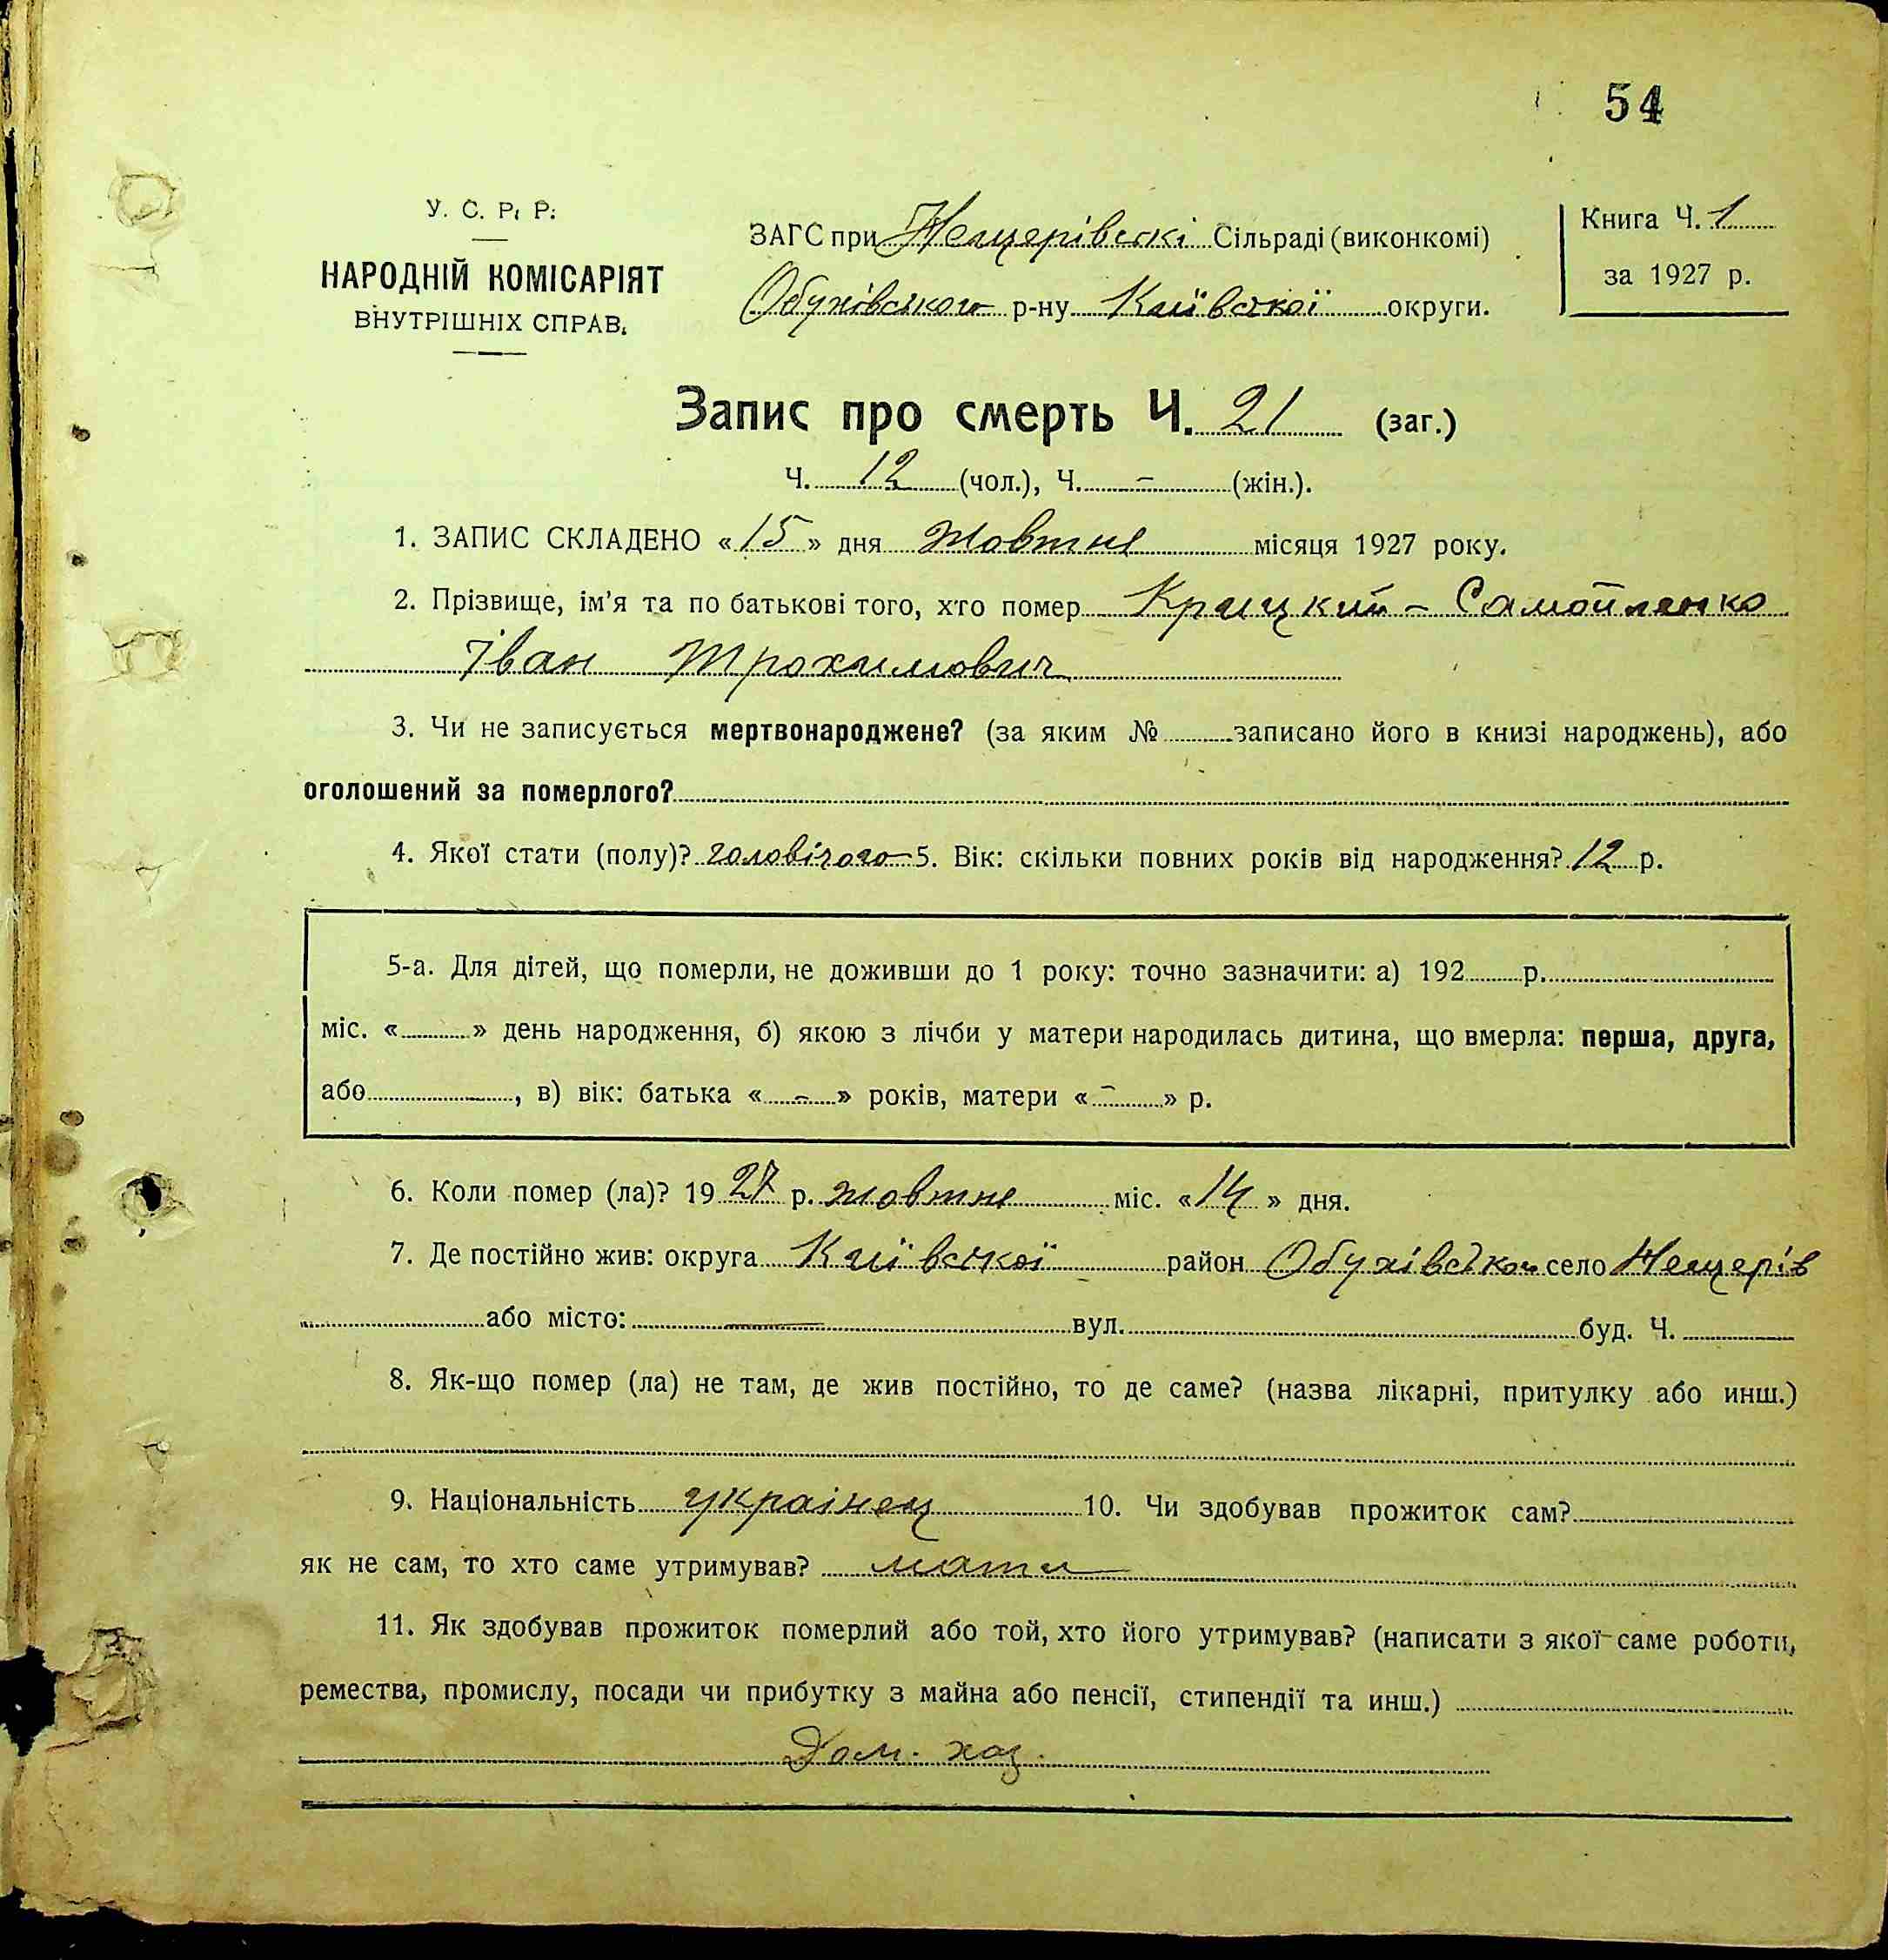 54
У. С. Р. Р.
НАРОДНІЙ КОМІСАРІЯТ
ВНУТРІШНІХ СПРАВ.
ЗАГС при Нещерівскі Сільраді (виконкомі)
Обухівського р-ну Київської округи.
Книга Ч. 1
за 1927 р.
Запис про смерть Ч. 21 (заг.)
Ч. 12 (чол.), Ч. - (жін.).
1. ЗАПИС СКЛАДЕНО «15» дня жовтня місяця 1927 року.
2. Прізвище, ім'я та по батькові того, хто помер Крицкий - Самойленко
Іван Трохимович
3. Чи не записується мертвонароджене? (за яким № записано його в книзі народжень), або
оголошений за померлого?
4. Якої стати (полу)? чоловічого 5. Вік: скільки повних років від народження? 12 р.
5-а. Для дітей, що померли, не доживши до 1 року: точно зазначити: а) 192 р.
міс. « » день народження, б) якою з лічби у матери народилась дитина, що вмерла: перша, друга,
або , в) вік: батька « - » років, матери « - » р.
6. Коли помер (ла)? 1927 р. жовтня міс. «14» дня.
7. Де постійно жив: округа Київської район Обухівсько село Нещерів
або місто: — вул. буд. Ч.
8. Як-що помер (ла) не там, де жив постійно, то де саме? (назва лікарні, притулку або инш.)
9. Національність українец 10. Чи здобував прожиток сам?
як не сам, то хто саме утримував? мати
11. Як здобував прожиток померлий або той, хто його утримував? (написати з якої саме роботи,
ремества, промислу, посади чи прибутку з майна або пенсії, стипендії та инш.)
Дом. хоз.